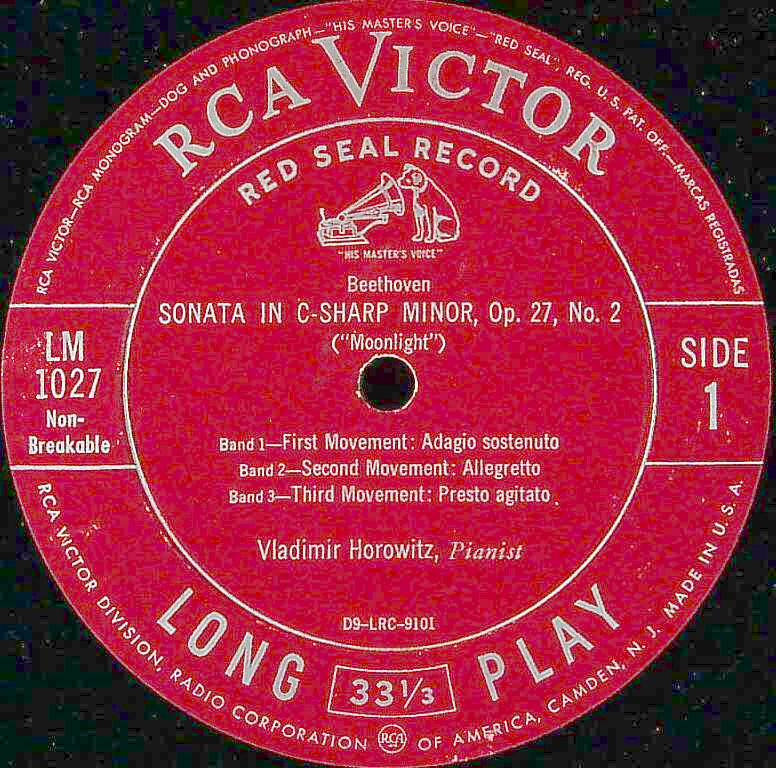 RCA VICTOR—RCA MONOGRAM—DOG AND PHONOGRAPH—"HIS MASTER'S VOICE"—"RED SEAL", REG. U. S. PAT. OFF.—MARCAS REGISTRADAS
RCA VICTOR
RED SEAL RECORD
"HIS MASTER'S VOICE"
Beethoven
SONATA IN C-SHARP MINOR, Op. 27, No. 2
("Moonlight")
LM
1027
Non-
Breakable
SIDE
1
Band 1—First Movement: Adagio sostenuto
Band 2—Second Movement: Allegretto
Band 3—Third Movement: Presto agitato
Vladimir Horowitz, Pianist
D9-LRC-9101
LONG 33 1/3 PLAY
RCA VICTOR DIVISION, RADIO CORPORATION RCA OF AMERICA, CAMDEN, N. J. MADE IN U.S.A.